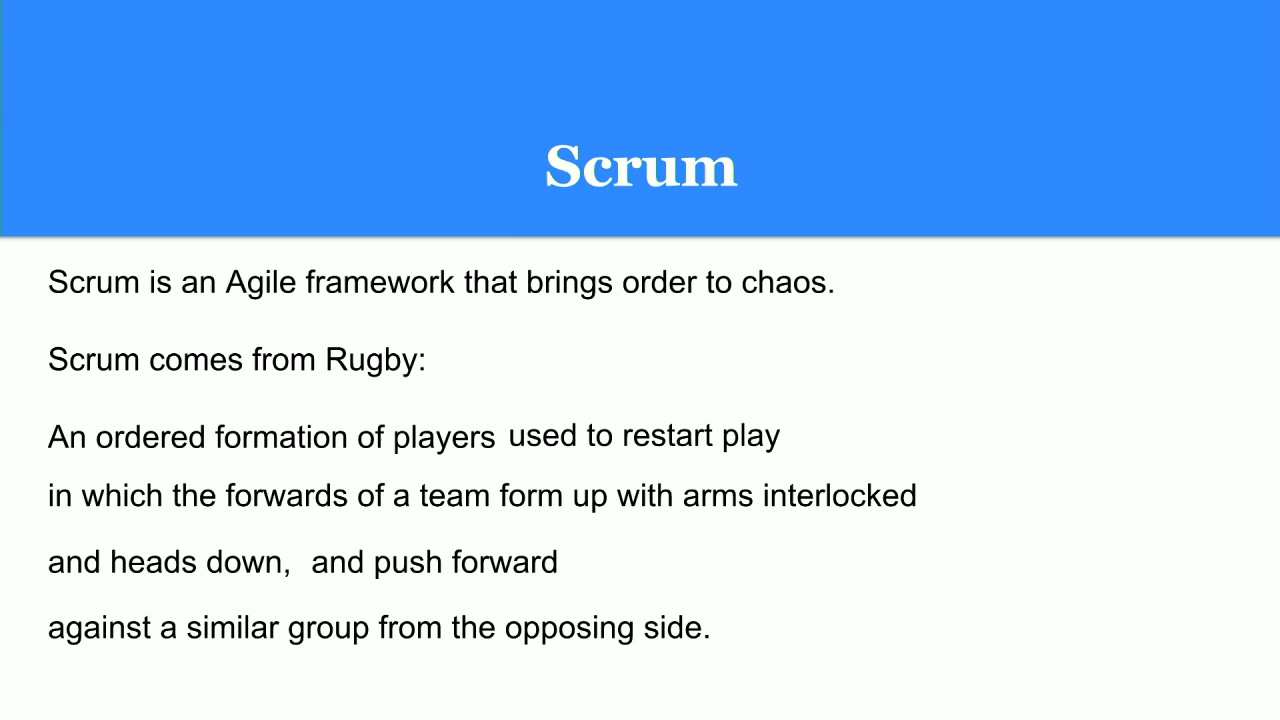 Scrum
Scrum is an Agile framework that brings order to chaos.
Scrum comes from Rugby:
An ordered formation of players used to restart play
in which the forwards of a team form up with arms interlocked
and heads down, and push forward
against a similar group from the opposing side.